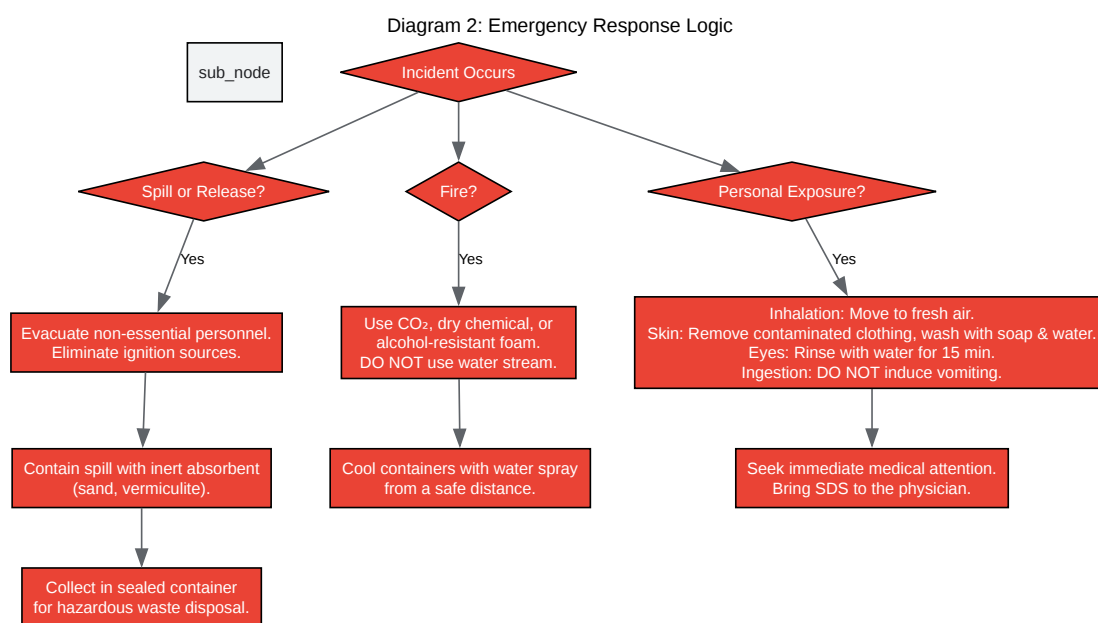 Diagram 2: Emergency Response Logic
sub_node
Incident Occurs
Spill or Release?
Fire?
Personal Exposure?
Yes
Yes
Yes
Evacuate non-essential personnel.
Eliminate ignition sources.
Use CO₂, dry chemical, or
alcohol-resistant foam.
DO NOT use water stream.
Inhalation: Move to fresh air.
Skin: Remove contaminated clothing, wash with soap & water.
Eyes: Rinse with water for 15 min.
Ingestion: DO NOT induce vomiting.
Contain spill with inert absorbent
(sand, vermiculite).
Cool containers with water spray
from a safe distance.
Seek immediate medical attention.
Bring SDS to the physician.
Collect in sealed container
for hazardous waste disposal.